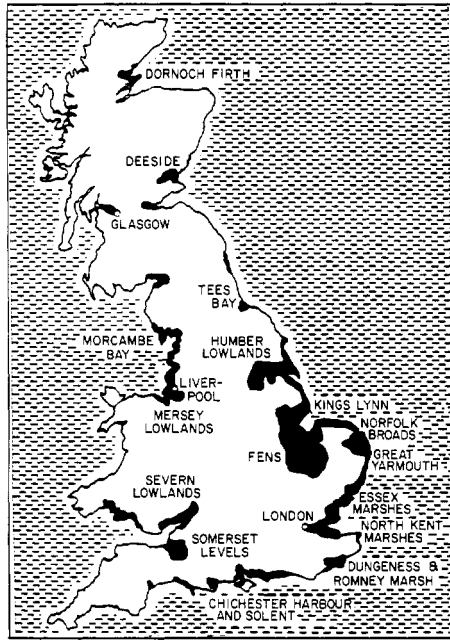 DORNOCH FIRTH
DEESIDE
GLASGOW
TEES
BAY
MORCAMBE
BAY
HUMBER
LOWLANDS
LIVER-
POOL
MERSEY
LOWLANDS
KINGS LYNN
NORFOLK
BROADS
FENS
GREAT
YARMOUTH
SEVERN
LOWLANDS
ESSEX
MARSHES
LONDON
NORTH KENT
MARSHES
SOMERSET
LEVELS
DUNGENESS &
ROMNEY MARSH
CHICHESTER HARBOUR
AND SOLENT